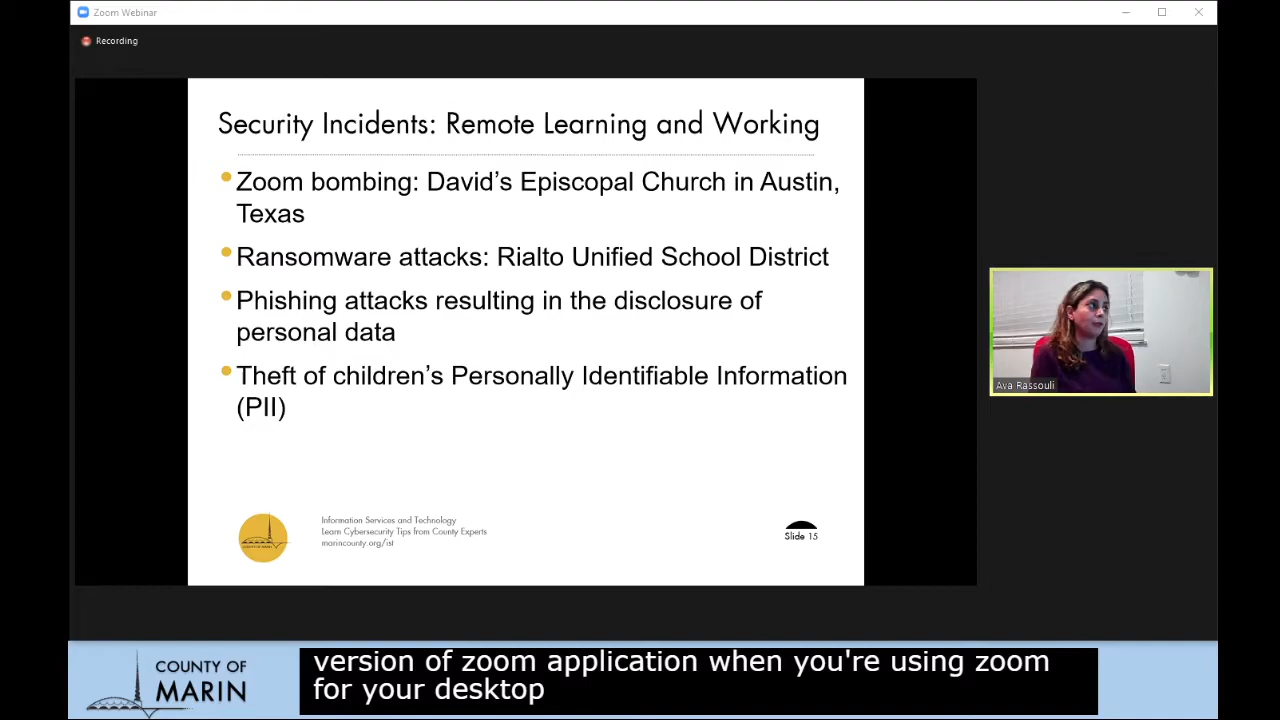 Zoom Webinar
Recording
Security Incidents: Remote Learning and Working
Zoom bombing: David’s Episcopal Church in Austin,
Texas
Ransomware attacks: Rialto Unified School District
Phishing attacks resulting in the disclosure of
personal data
Theft of children’s Personally Identifiable Information
(PII)
Information Services and Technology
Learn Cybersecurity Tips from County Experts
marincounty.org/ist
Slide 15
Ava Rassouli
COUNTY OF
MARIN
version of zoom application when you're using zoom
for your desktop